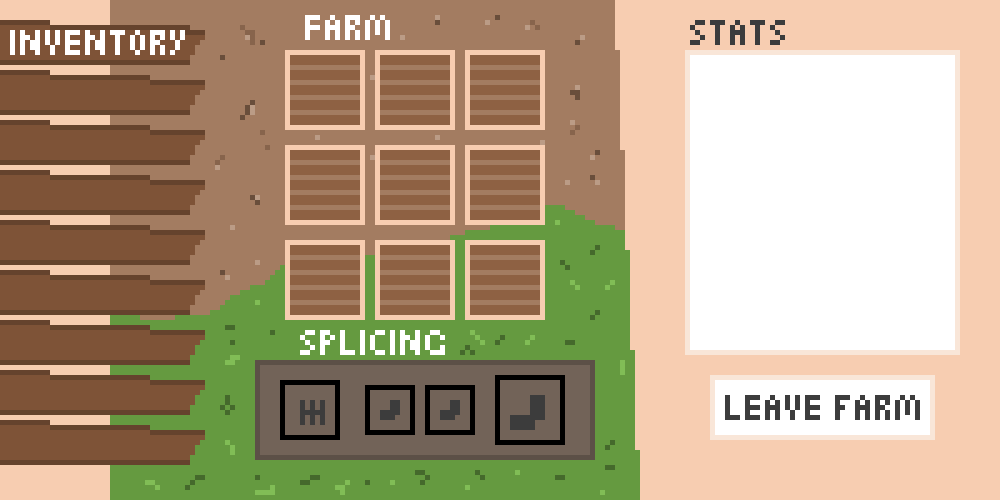 FARM
STATS
INVENTORY
SPLICING
LEAVE FARM